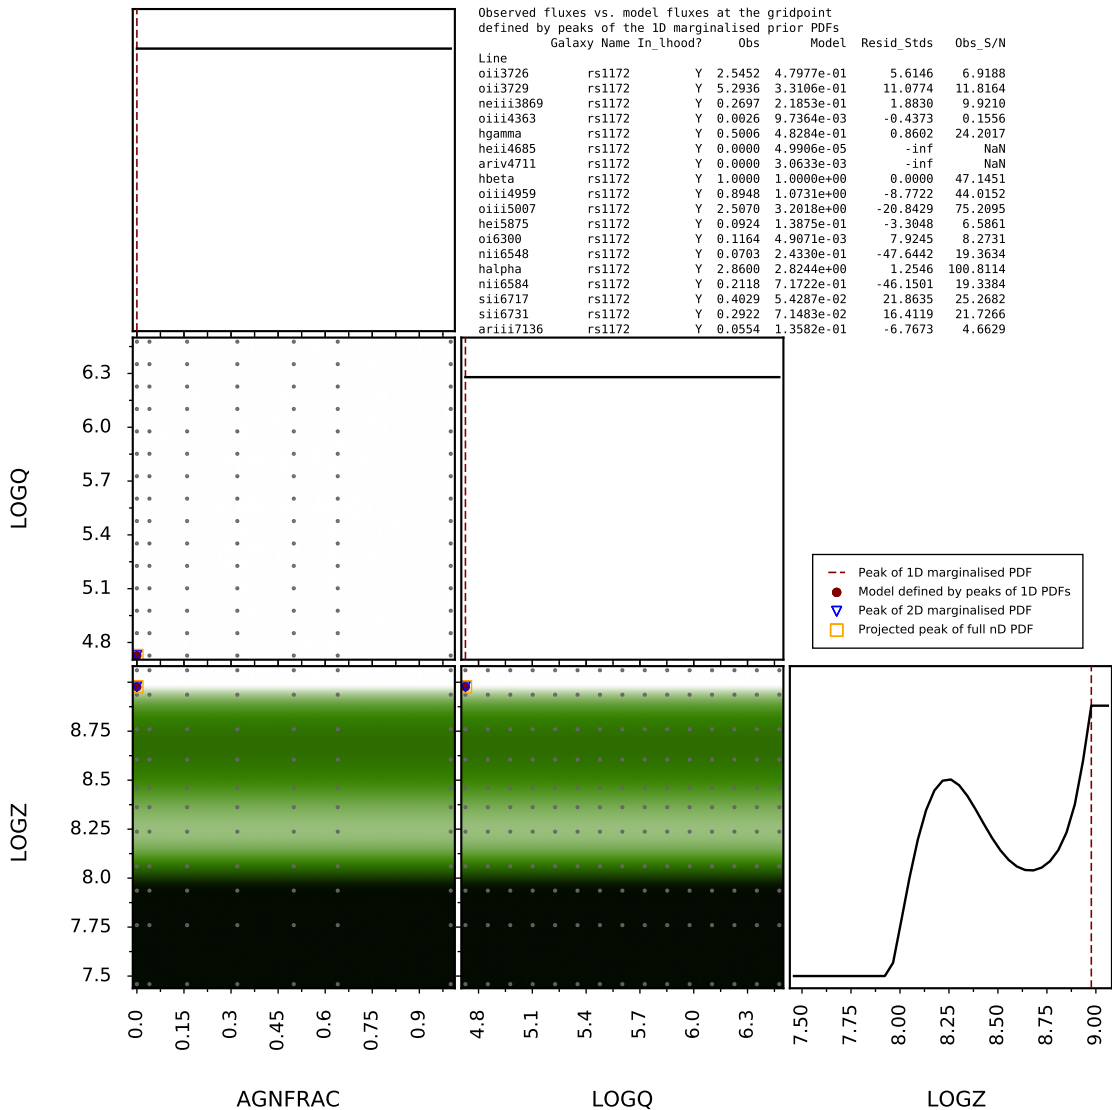 Observed fluxes vs. model fluxes at the gridpoint
defined by peaks of the 1D marginalised prior PDFs
Galaxy Name In_lhood? Obs Model Resid_Stds Obs_S/N
Line
oii3726 rs1172 Y 2.5452 4.7977e-01 5.6146 6.9188
oii3729 rs1172 Y 5.2936 3.3106e-01 11.0774 11.8164
neiii3869 rs1172 Y 0.2697 2.1853e-01 1.8830 9.9210
oiii4363 rs1172 Y 0.0026 9.7364e-03 -0.4373 0.1556
hgamma rs1172 Y 0.5006 4.8284e-01 0.8602 24.2017
heii4685 rs1172 Y 0.0000 4.9906e-05 -inf NaN
ariv4711 rs1172 Y 0.0000 3.0633e-03 -inf NaN
hbeta rs1172 Y 1.0000 1.0000e+00 0.0000 47.1451
oiii4959 rs1172 Y 0.8948 1.0731e+00 -8.7722 44.0152
oiii5007 rs1172 Y 2.5070 3.2018e+00 -20.8429 75.2095
hei5875 rs1172 Y 0.0924 1.3875e-01 -3.3048 6.5861
oi6300 rs1172 Y 0.1164 4.9071e-03 7.9245 8.2731
nii6548 rs1172 Y 0.0703 2.4330e-01 -47.6442 19.3634
halpha rs1172 Y 2.8600 2.8244e+00 1.2546 100.8114
nii6584 rs1172 Y 0.2118 7.1722e-01 -46.1501 19.3384
sii6717 rs1172 Y 0.4029 5.4287e-02 21.8635 25.2682
sii6731 rs1172 Y 0.2922 7.1483e-02 16.4119 21.7266
ariii7136 rs1172 Y 0.0554 1.3582e-01 -6.7673 4.6629
LOGQ
6.3
6.0
5.7
5.4
5.1
4.8
Peak of 1D marginalised PDF
Model defined by peaks of 1D PDFs
Peak of 2D marginalised PDF
Projected peak of full nD PDF
LOGZ
8.75
8.5
8.25
8.0
7.75
7.5
0.0 0.15 0.3 0.45 0.6 0.75 0.9
4.8 5.1 5.4 5.7 6.0 6.3
7.50 7.75 8.00 8.25 8.50 8.75 9.00
AGNFRAC LOGQ LOGZ